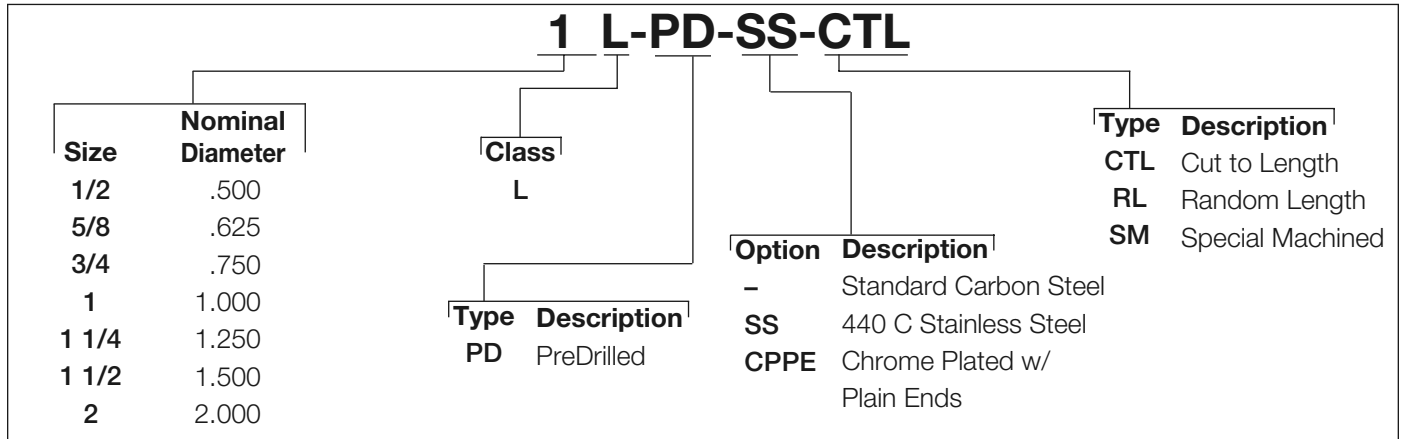 1 L-PD-SS-CTL
Size Nominal Diameter
1/2 .500
5/8 .625
3/4 .750
1 1.000
1 1/4 1.250
1 1/2 1.500
2 2.000
Class
L
Type Description
PD PreDrilled
Option Description
– Standard Carbon Steel
SS 440 C Stainless Steel
CPPE Chrome Plated w/
Plain Ends
Type Description
CTL Cut to Length
RL Random Length
SM Special Machined